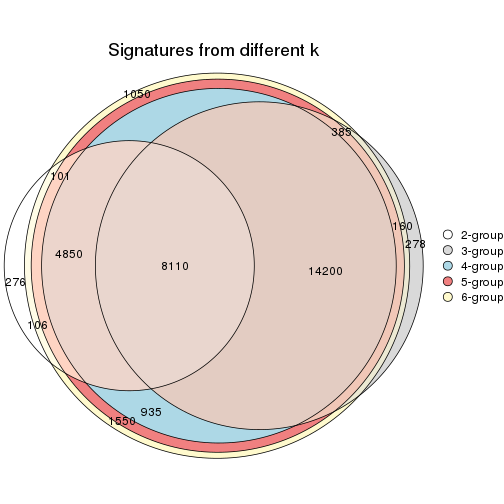 Signatures from different k
1050
385
101
160
278
4850
8110
14200
276
106
935
1550
2-group
3-group
4-group
5-group
6-group